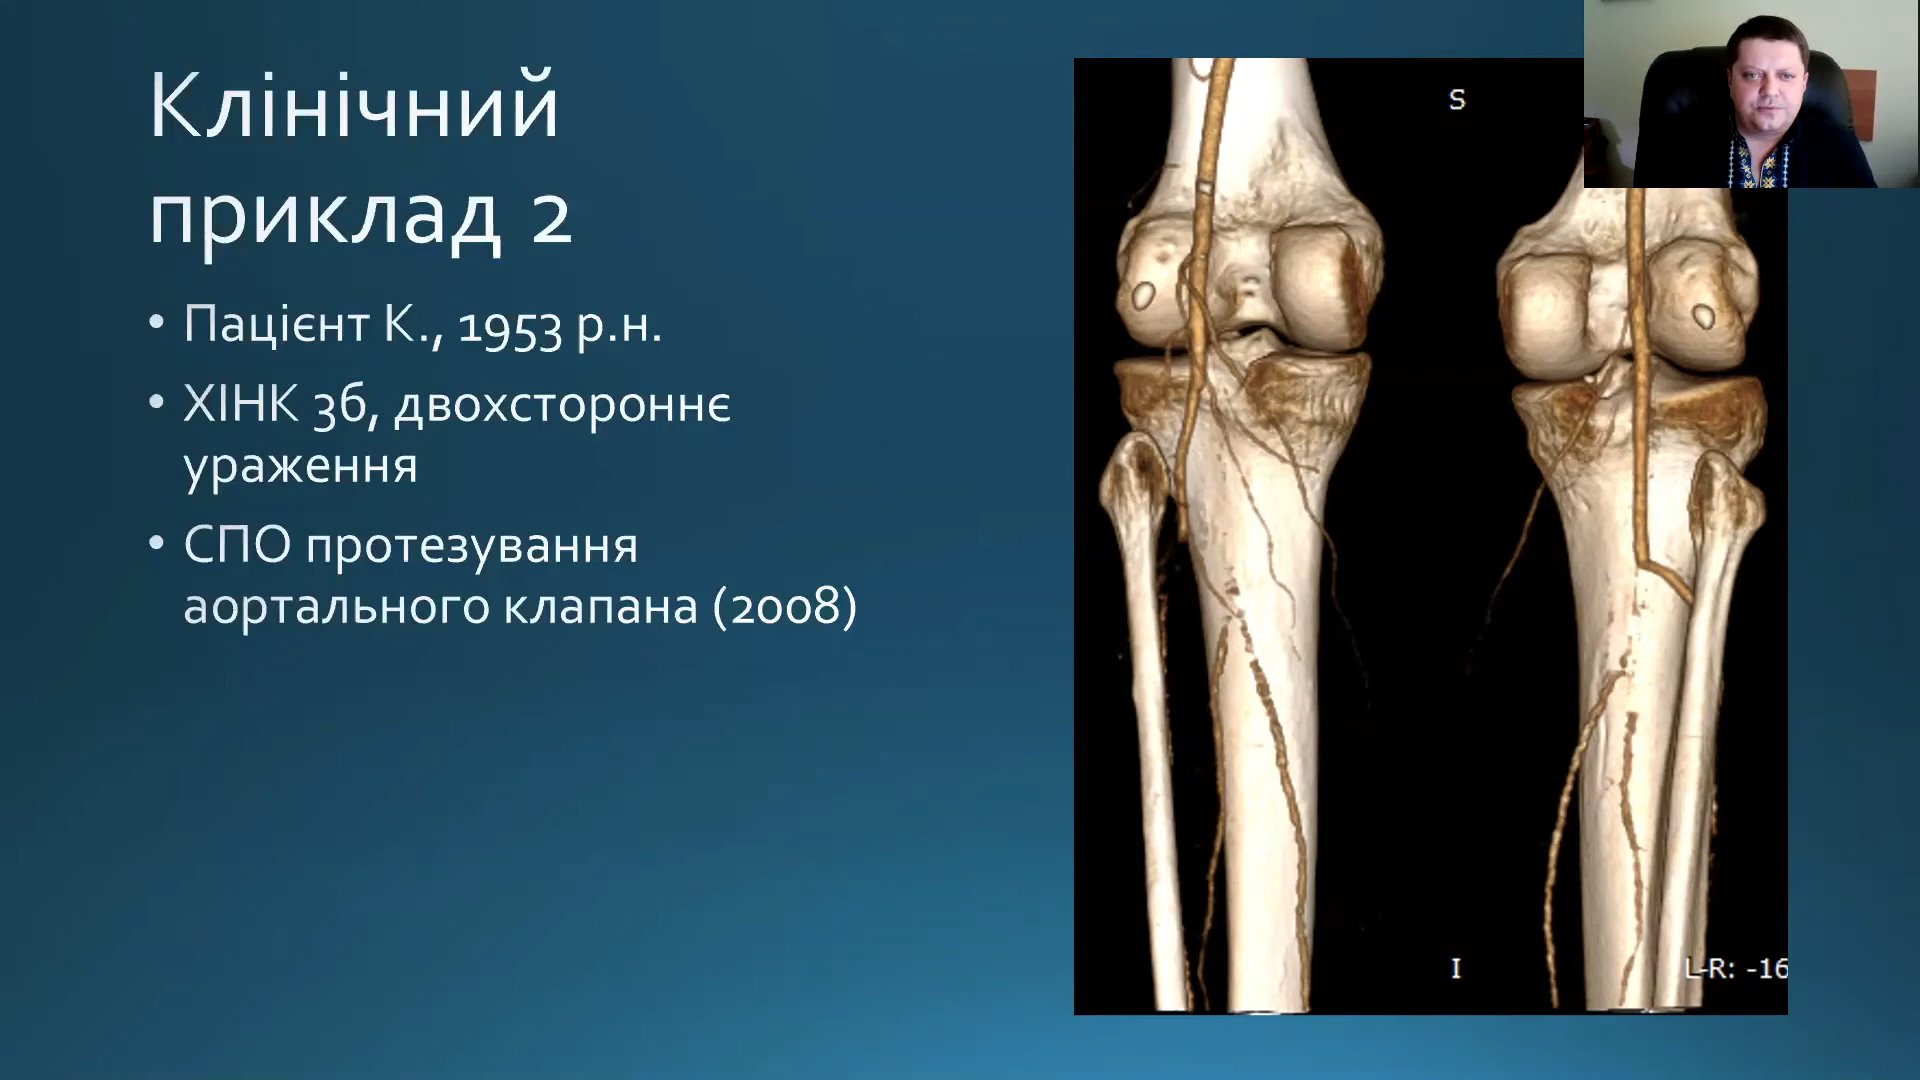 Клінічний
приклад 2
• Пацієнт К., 1953 р.н.
• ХІНК 3б, двохстороннє
ураження
• СПО протезування
аортального клапана (2008)
S
I
L-R: -16